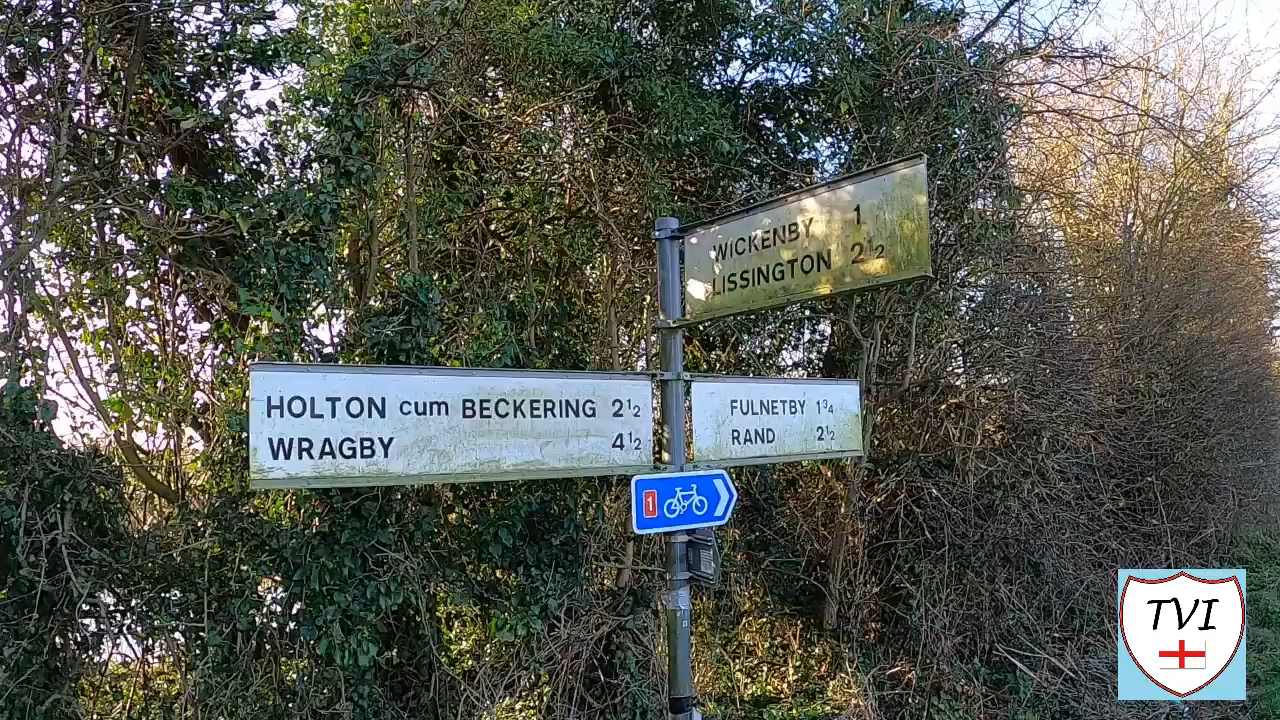 WICKENBY 1
LISSINGTON 2½
HOLTON cum BECKERING 2½
WRAGBY 4½
FULNETBY 1¾
RAND 2½
1
TVI